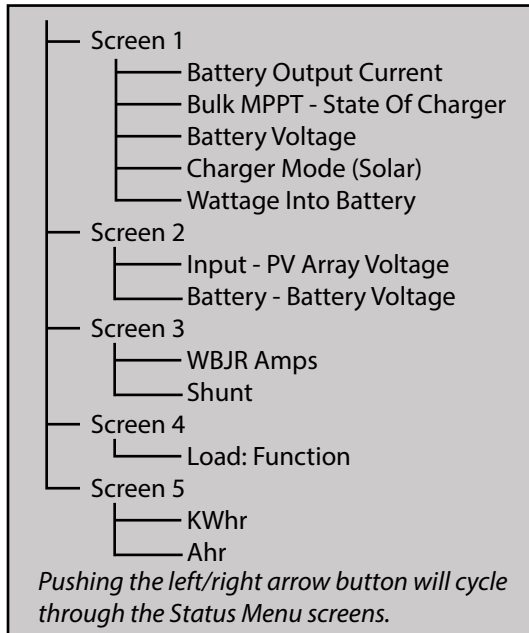 Screen 1
Battery Output Current
Bulk MPPT - State Of Charger
Battery Voltage
Charger Mode (Solar)
Wattage Into Battery
Screen 2
Input - PV Array Voltage
Battery - Battery Voltage
Screen 3
WBJR Amps
Shunt
Screen 4
Load: Function
Screen 5
KWhr
Ahr
Pushing the left/right arrow button will cycle
through the Status Menu screens.